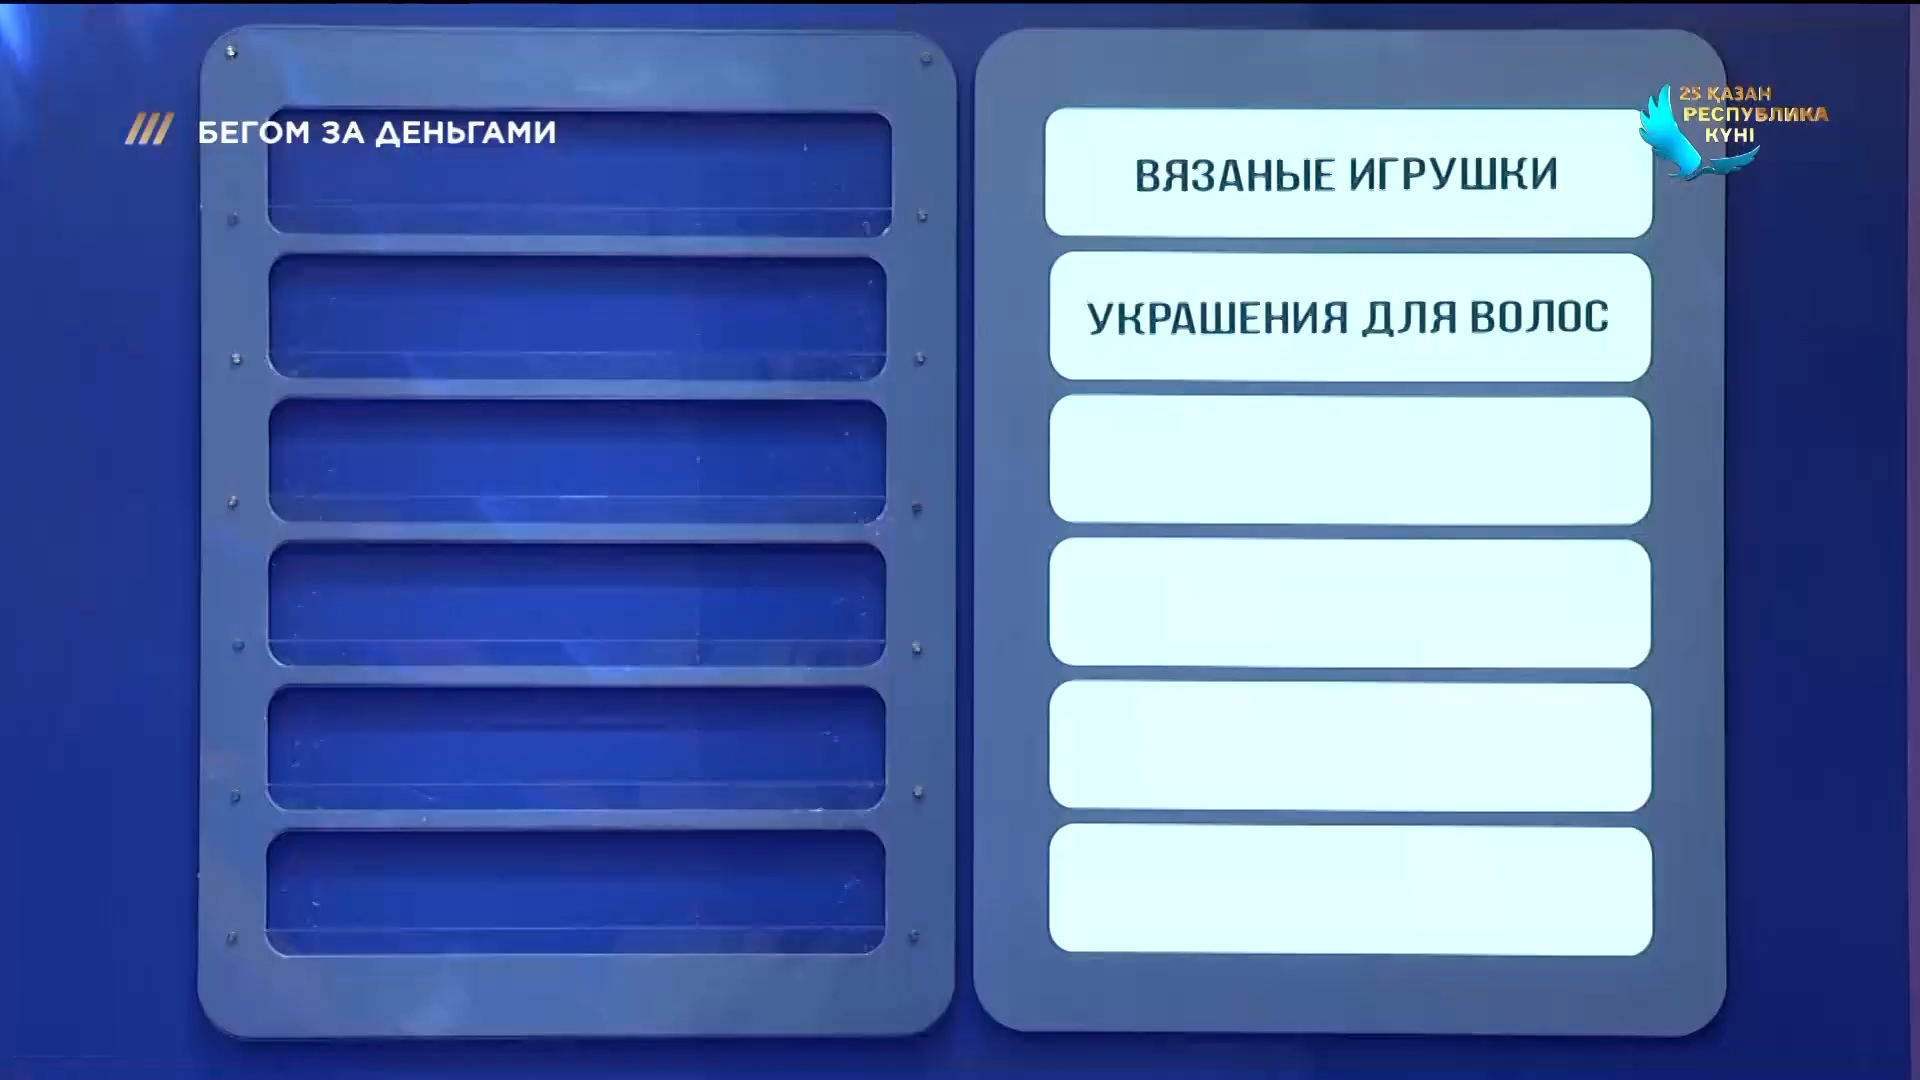 /// БЕГОМ ЗА ДЕНЬГАМИ
25 ҚАЗАН
РЕСПУБЛИКА
КҮНІ
ВЯЗАНЫЕ ИГРУШКИ
УКРАШЕНИЯ ДЛЯ ВОЛОС